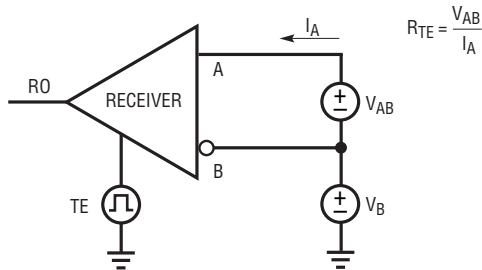 I_A
R_TE = V_AB / I_A
A
RO
RECEIVER
+
−
V_AB
B
TE
+
−
V_B